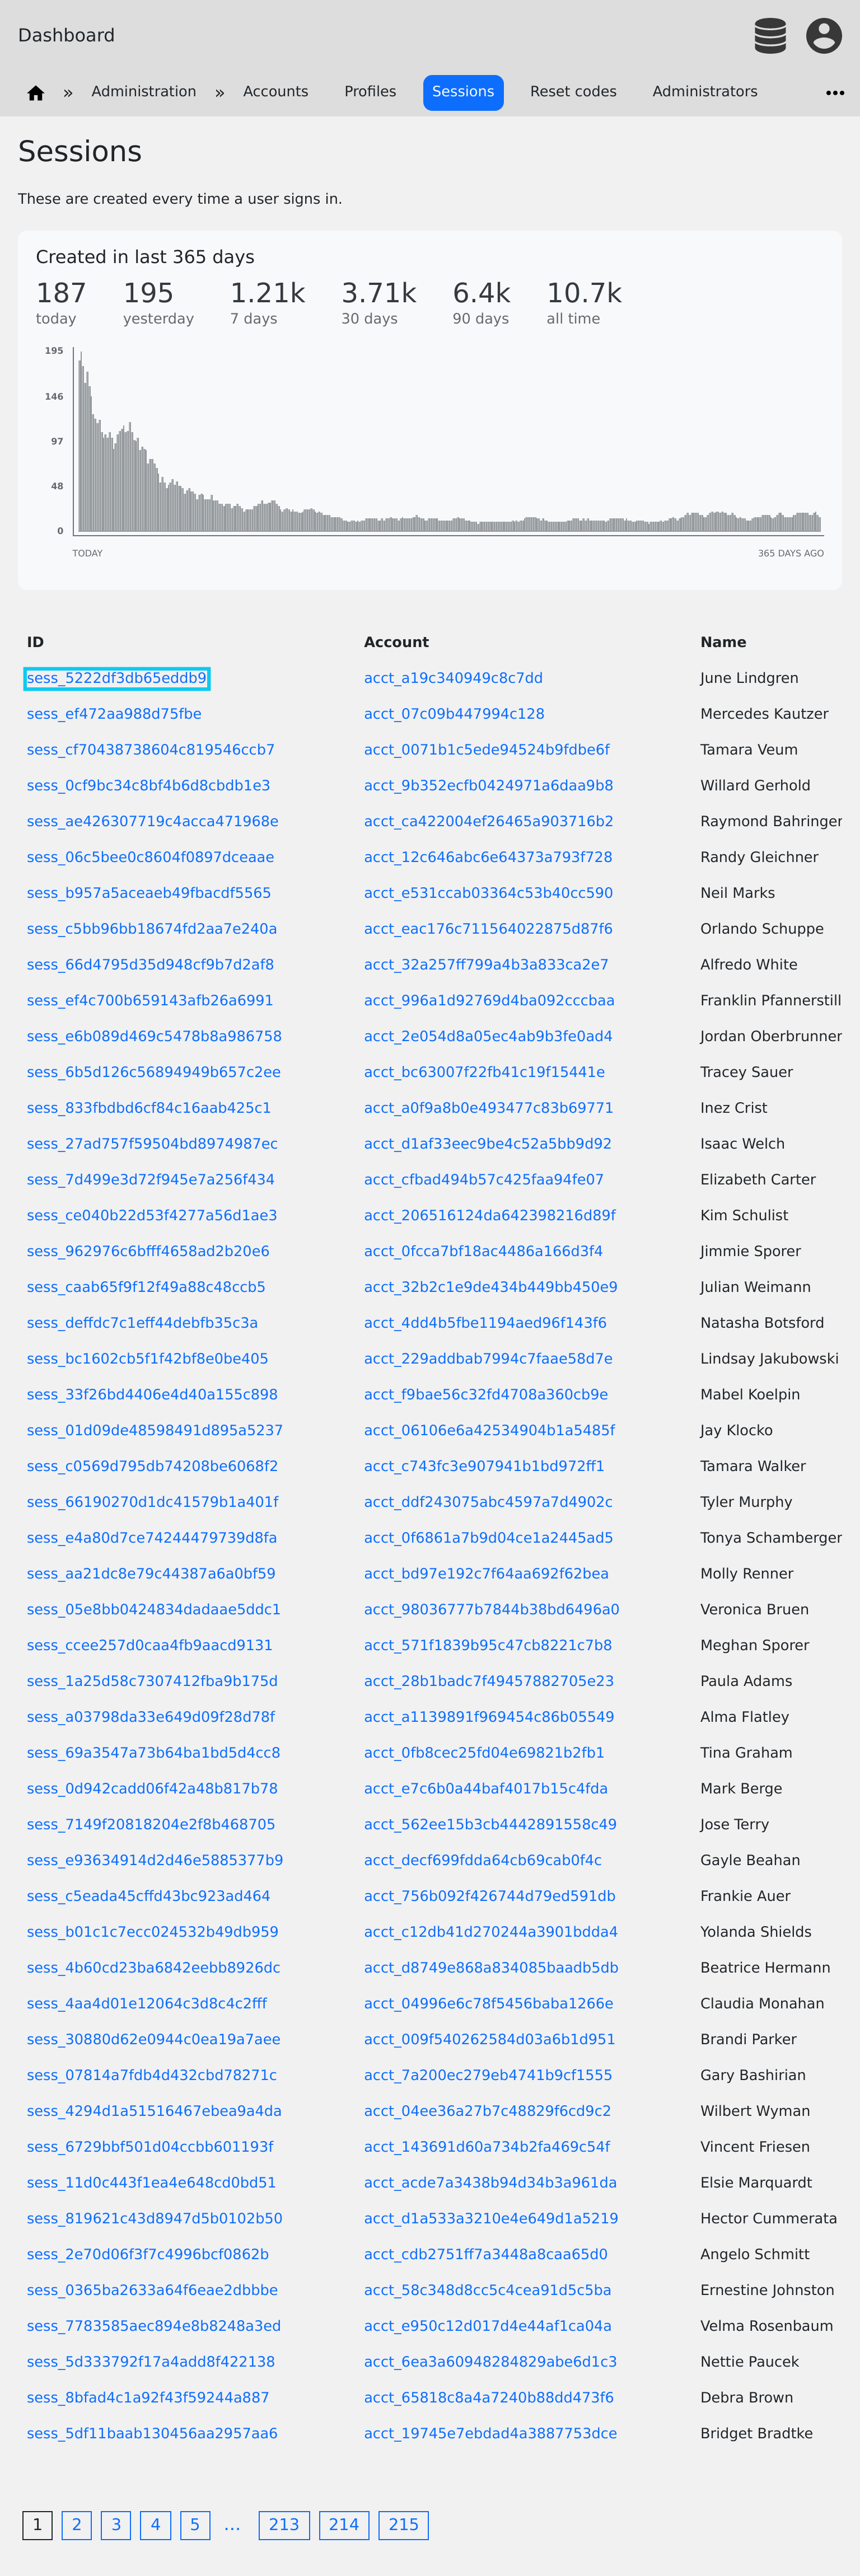 Dashboard
» Administration » Accounts Profiles Sessions Reset codes Administrators •••
Sessions
These are created every time a user signs in.
Created in last 365 days
187 195 1.21k 3.71k 6.4k 10.7k
today yesterday 7 days 30 days 90 days all time
195
146
97
48
0
TODAY 365 DAYS AGO
ID Account Name
sess_5222df3db65eddb9 acct_a19c340949c8c7dd June Lindgren
sess_ef472aa988d75fbe acct_07c09b447994c128 Mercedes Kautzer
sess_cf70438738604c819546ccb7 acct_0071b1c5ede94524b9fdbe6f Tamara Veum
sess_0cf9bc34c8bf4b6d8cbdb1e3 acct_9b352ecfb0424971a6daa9b8 Willard Gerhold
sess_ae426307719c4acca471968e acct_ca422004ef26465a903716b2 Raymond Bahringer
sess_06c5bee0c8604f0897dceaae acct_12c646abc6e64373a793f728 Randy Gleichner
sess_b957a5aceaeb49fbacdf5565 acct_e531ccab03364c53b40cc590 Neil Marks
sess_c5bb96bb18674fd2aa7e240a acct_eac176c711564022875d87f6 Orlando Schuppe
sess_66d4795d35d948cf9b7d2af8 acct_32a257ff799a4b3a833ca2e7 Alfredo White
sess_ef4c700b659143afb26a6991 acct_996a1d92769d4ba092cccbaa Franklin Pfannerstill
sess_e6b089d469c5478b8a986758 acct_2e054d8a05ec4ab9b3fe0ad4 Jordan Oberbrunner
sess_6b5d126c56894949b657c2ee acct_bc63007f22fb41c19f15441e Tracey Sauer
sess_833fbdbd6cf84c16aab425c1 acct_a0f9a8b0e493477c83b69771 Inez Crist
sess_27ad757f59504bd8974987ec acct_d1af33eec9be4c52a5bb9d92 Isaac Welch
sess_7d499e3d72f945e7a256f434 acct_cfbad494b57c425faa94fe07 Elizabeth Carter
sess_ce040b22d53f4277a56d1ae3 acct_206516124da642398216d89f Kim Schulist
sess_962976c6bfff4658ad2b20e6 acct_0fcca7bf18ac4486a166d3f4 Jimmie Sporer
sess_caab65f9f12f49a88c48ccb5 acct_32b2c1e9de434b449bb450e9 Julian Weimann
sess_deffdc7c1eff44debfb35c3a acct_4dd4b5fbe1194aed96f143f6 Natasha Botsford
sess_bc1602cb5f1f42bf8e0be405 acct_229addbab7994c7faae58d7e Lindsay Jakubowski
sess_33f26bd4406e4d40a155c898 acct_f9bae56c32fd4708a360cb9e Mabel Koelpin
sess_01d09de48598491d895a5237 acct_06106e6a42534904b1a5485f Jay Klocko
sess_c0569d795db74208be6068f2 acct_c743fc3e907941b1bd972ff1 Tamara Walker
sess_66190270d1dc41579b1a401f acct_ddf243075abc4597a7d4902c Tyler Murphy
sess_e4a80d7ce74244479739d8fa acct_0f6861a7b9d04ce1a2445ad5 Tonya Schamberger
sess_aa21dc8e79c44387a6a0bf59 acct_bd97e192c7f64aa692f62bea Molly Renner
sess_05e8bb0424834dadaae5ddc1 acct_98036777b7844b38bd6496a0 Veronica Bruen
sess_ccee257d0caa4fb9aacd9131 acct_571f1839b95c47cb8221c7b8 Meghan Sporer
sess_1a25d58c7307412fba9b175d acct_28b1badc7f49457882705e23 Paula Adams
sess_a03798da33e649d09f28d78f acct_a1139891f969454c86b05549 Alma Flatley
sess_69a3547a73b64ba1bd5d4cc8 acct_0fb8cec25fd04e69821b2fb1 Tina Graham
sess_0d942cadd06f42a48b817b78 acct_e7c6b0a44baf4017b15c4fda Mark Berge
sess_7149f20818204e2f8b468705 acct_562ee15b3cb4442891558c49 Jose Terry
sess_e93634914d2d46e5885377b9 acct_decf699fdda64cb69cab0f4c Gayle Beahan
sess_c5eada45cffd43bc923ad464 acct_756b092f426744d79ed591db Frankie Auer
sess_b01c1c7ecc024532b49db959 acct_c12db41d270244a3901bdda4 Yolanda Shields
sess_4b60cd23ba6842eebb8926dc acct_d8749e868a834085baadb5db Beatrice Hermann
sess_4aa4d01e12064c3d8c4c2fff acct_04996e6c78f5456baba1266e Claudia Monahan
sess_30880d62e0944c0ea19a7aee acct_009f540262584d03a6b1d951 Brandi Parker
sess_07814a7fdb4d432cbd78271c acct_7a200ec279eb4741b9cf1555 Gary Bashirian
sess_4294d1a51516467ebea9a4da acct_04ee36a27b7c48829f6cd9c2 Wilbert Wyman
sess_6729bbf501d04ccbb601193f acct_143691d60a734b2fa469c54f Vincent Friesen
sess_11d0c443f1ea4e648cd0bd51 acct_acde7a3438b94d34b3a961da Elsie Marquardt
sess_819621c43d8947d5b0102b50 acct_d1a533a3210e4e649d1a5219 Hector Cummerata
sess_2e70d06f3f7c4996bcf0862b acct_cdb2751ff7a3448a8caa65d0 Angelo Schmitt
sess_0365ba2633a64f6eae2dbbbe acct_58c348d8cc5c4cea91d5c5ba Ernestine Johnston
sess_7783585aec894e8b8248a3ed acct_e950c12d017d4e44af1ca04a Velma Rosenbaum
sess_5d333792f17a4add8f422138 acct_6ea3a60948284829abe6d1c3 Nettie Paucek
sess_8bfad4c1a92f43f59244a887 acct_65818c8a4a7240b88dd473f6 Debra Brown
sess_5df11baab130456aa2957aa6 acct_19745e7ebdad4a3887753dce Bridget Bradtke
1 2 3 4 5 … 213 214 215